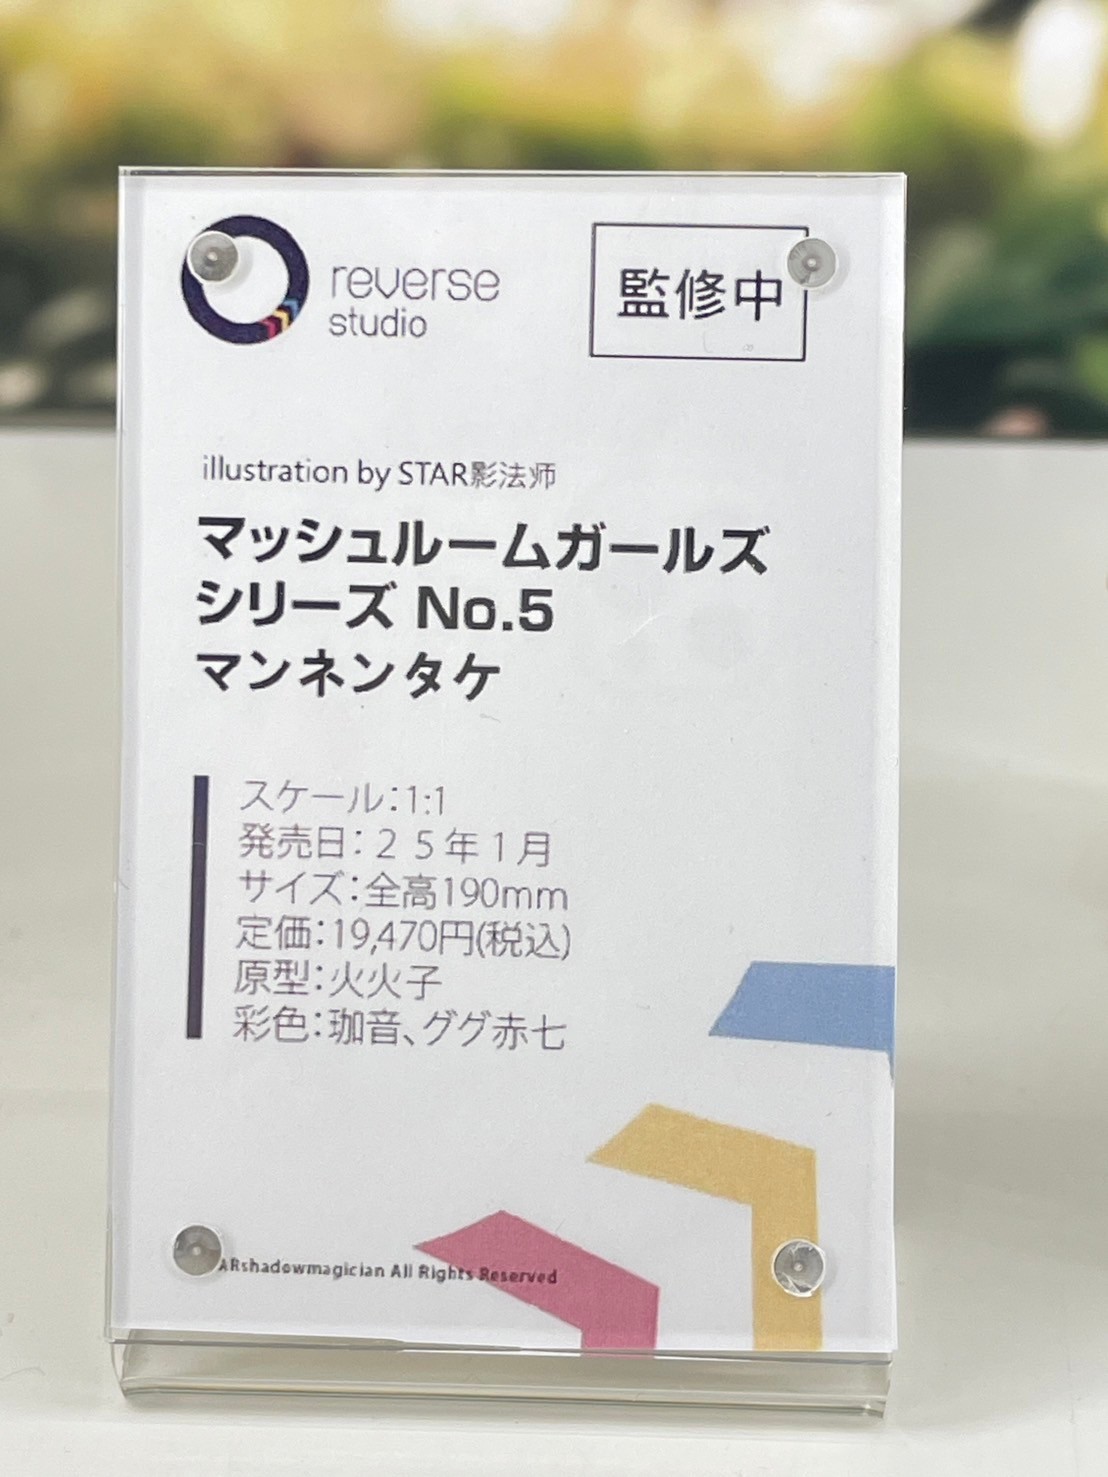 reverse
studio
監修中
illustration by STAR影法师
マッシュルームガールズ
シリーズ No.5
マンネンタケ
スケール：1:1
発売日：２５年１月
サイズ：全高190mm
定価：19,470円(税込)
原型：火火子
彩色：珈音、ググ赤七
ARshadowmagician All Rights Reserved